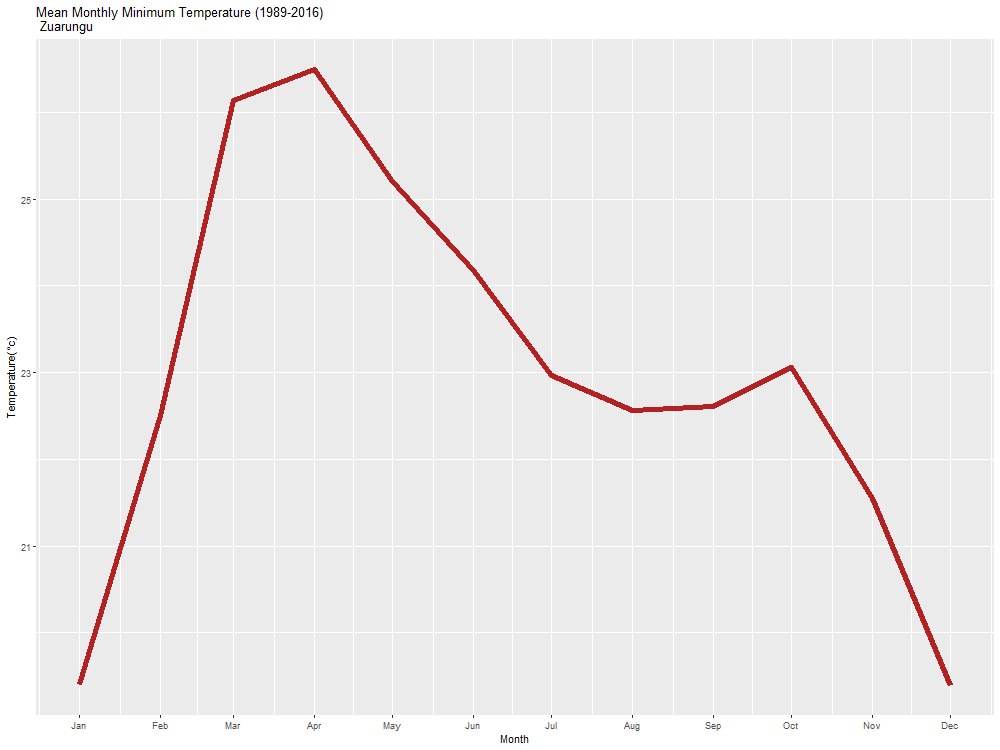 Mean Monthly Minimum Temperature (1989-2016)
Zuarungu
Temperature(°c)
25
23
21
Jan Feb Mar Apr May Jun Jul Aug Sep Oct Nov Dec
Month